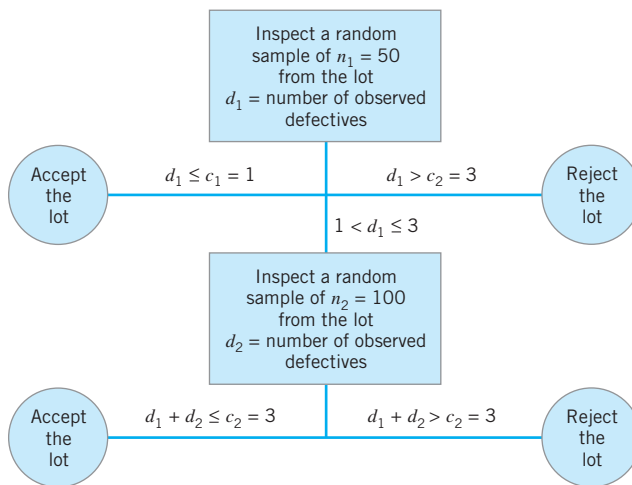 Inspect a random
sample of n₁ = 50
from the lot
d₁ = number of observed
defectives
Accept
the
lot
d₁ ≤ c₁ = 1
d₁ > c₂ = 3
Reject
the
lot
1 < d₁ ≤ 3
Inspect a random
sample of n₂ = 100
from the lot
d₂ = number of observed
defectives
Accept
the
lot
d₁ + d₂ ≤ c₂ = 3
d₁ + d₂ > c₂ = 3
Reject
the
lot